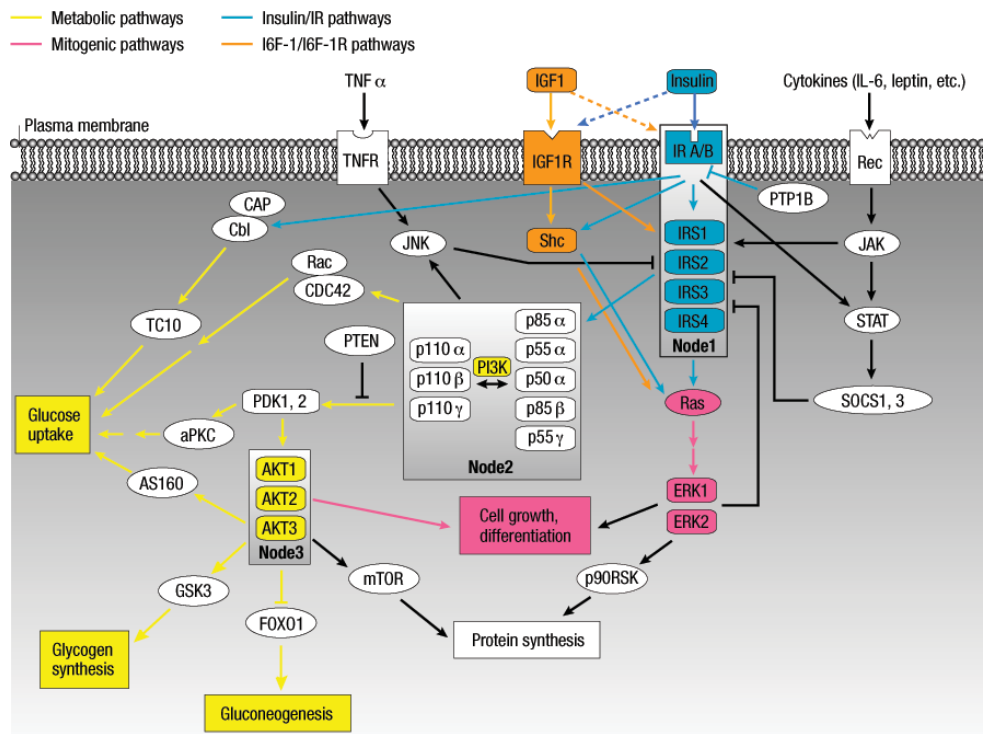 Metabolic pathways
Insulin/IR pathways
Mitogenic pathways
I6F-1/I6F-1R pathways
TNF α
IGF1
Insulin
Cytokines (IL-6, leptin, etc.)
Plasma membrane
TNFR
IGF1R
IR A/B
Rec
PTP1B
CAP
Cbl
JNK
Shc
IRS1
IRS2
IRS3
IRS4
Node1
JAK
STAT
SOCS1, 3
Rac
CDC42
TC10
PTEN
p110 α
p110 β
p110 γ
PI3K
p85 α
p55 α
p50 α
p85 β
p55 γ
Node2
Ras
Glucose
uptake
PDK1, 2
aPKC
AS160
AKT1
AKT2
AKT3
Node3
Cell growth,
differentiation
ERK1
ERK2
GSK3
mTOR
p90RSK
FOXO1
Protein synthesis
Glycogen
synthesis
Gluconeogenesis